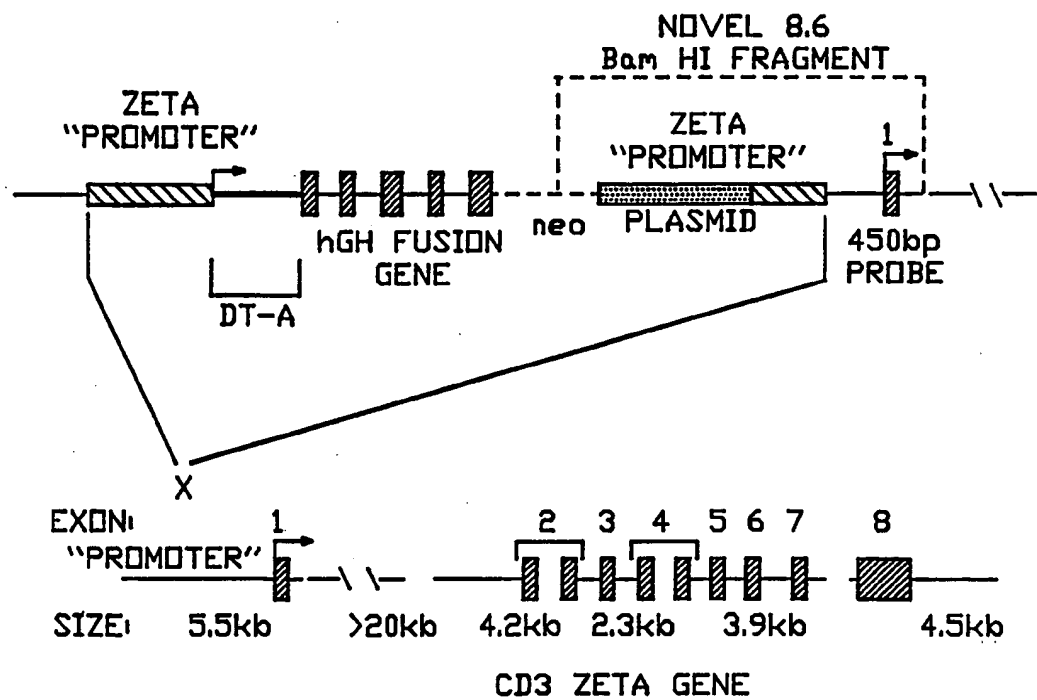 NOVEL 8.6
Bam HI FRAGMENT
ZETA
"PROMOTER"
ZETA
"PROMOTER"
1
neo
PLASMID
hGH FUSION
GENE
450bp
PROBE
DT-A
X
EXON:
1
2
3
4
5
6
7
8
"PROMOTER"
SIZE:
5.5kb
>20kb
4.2kb
2.3kb
3.9kb
4.5kb
CD3 ZETA GENE